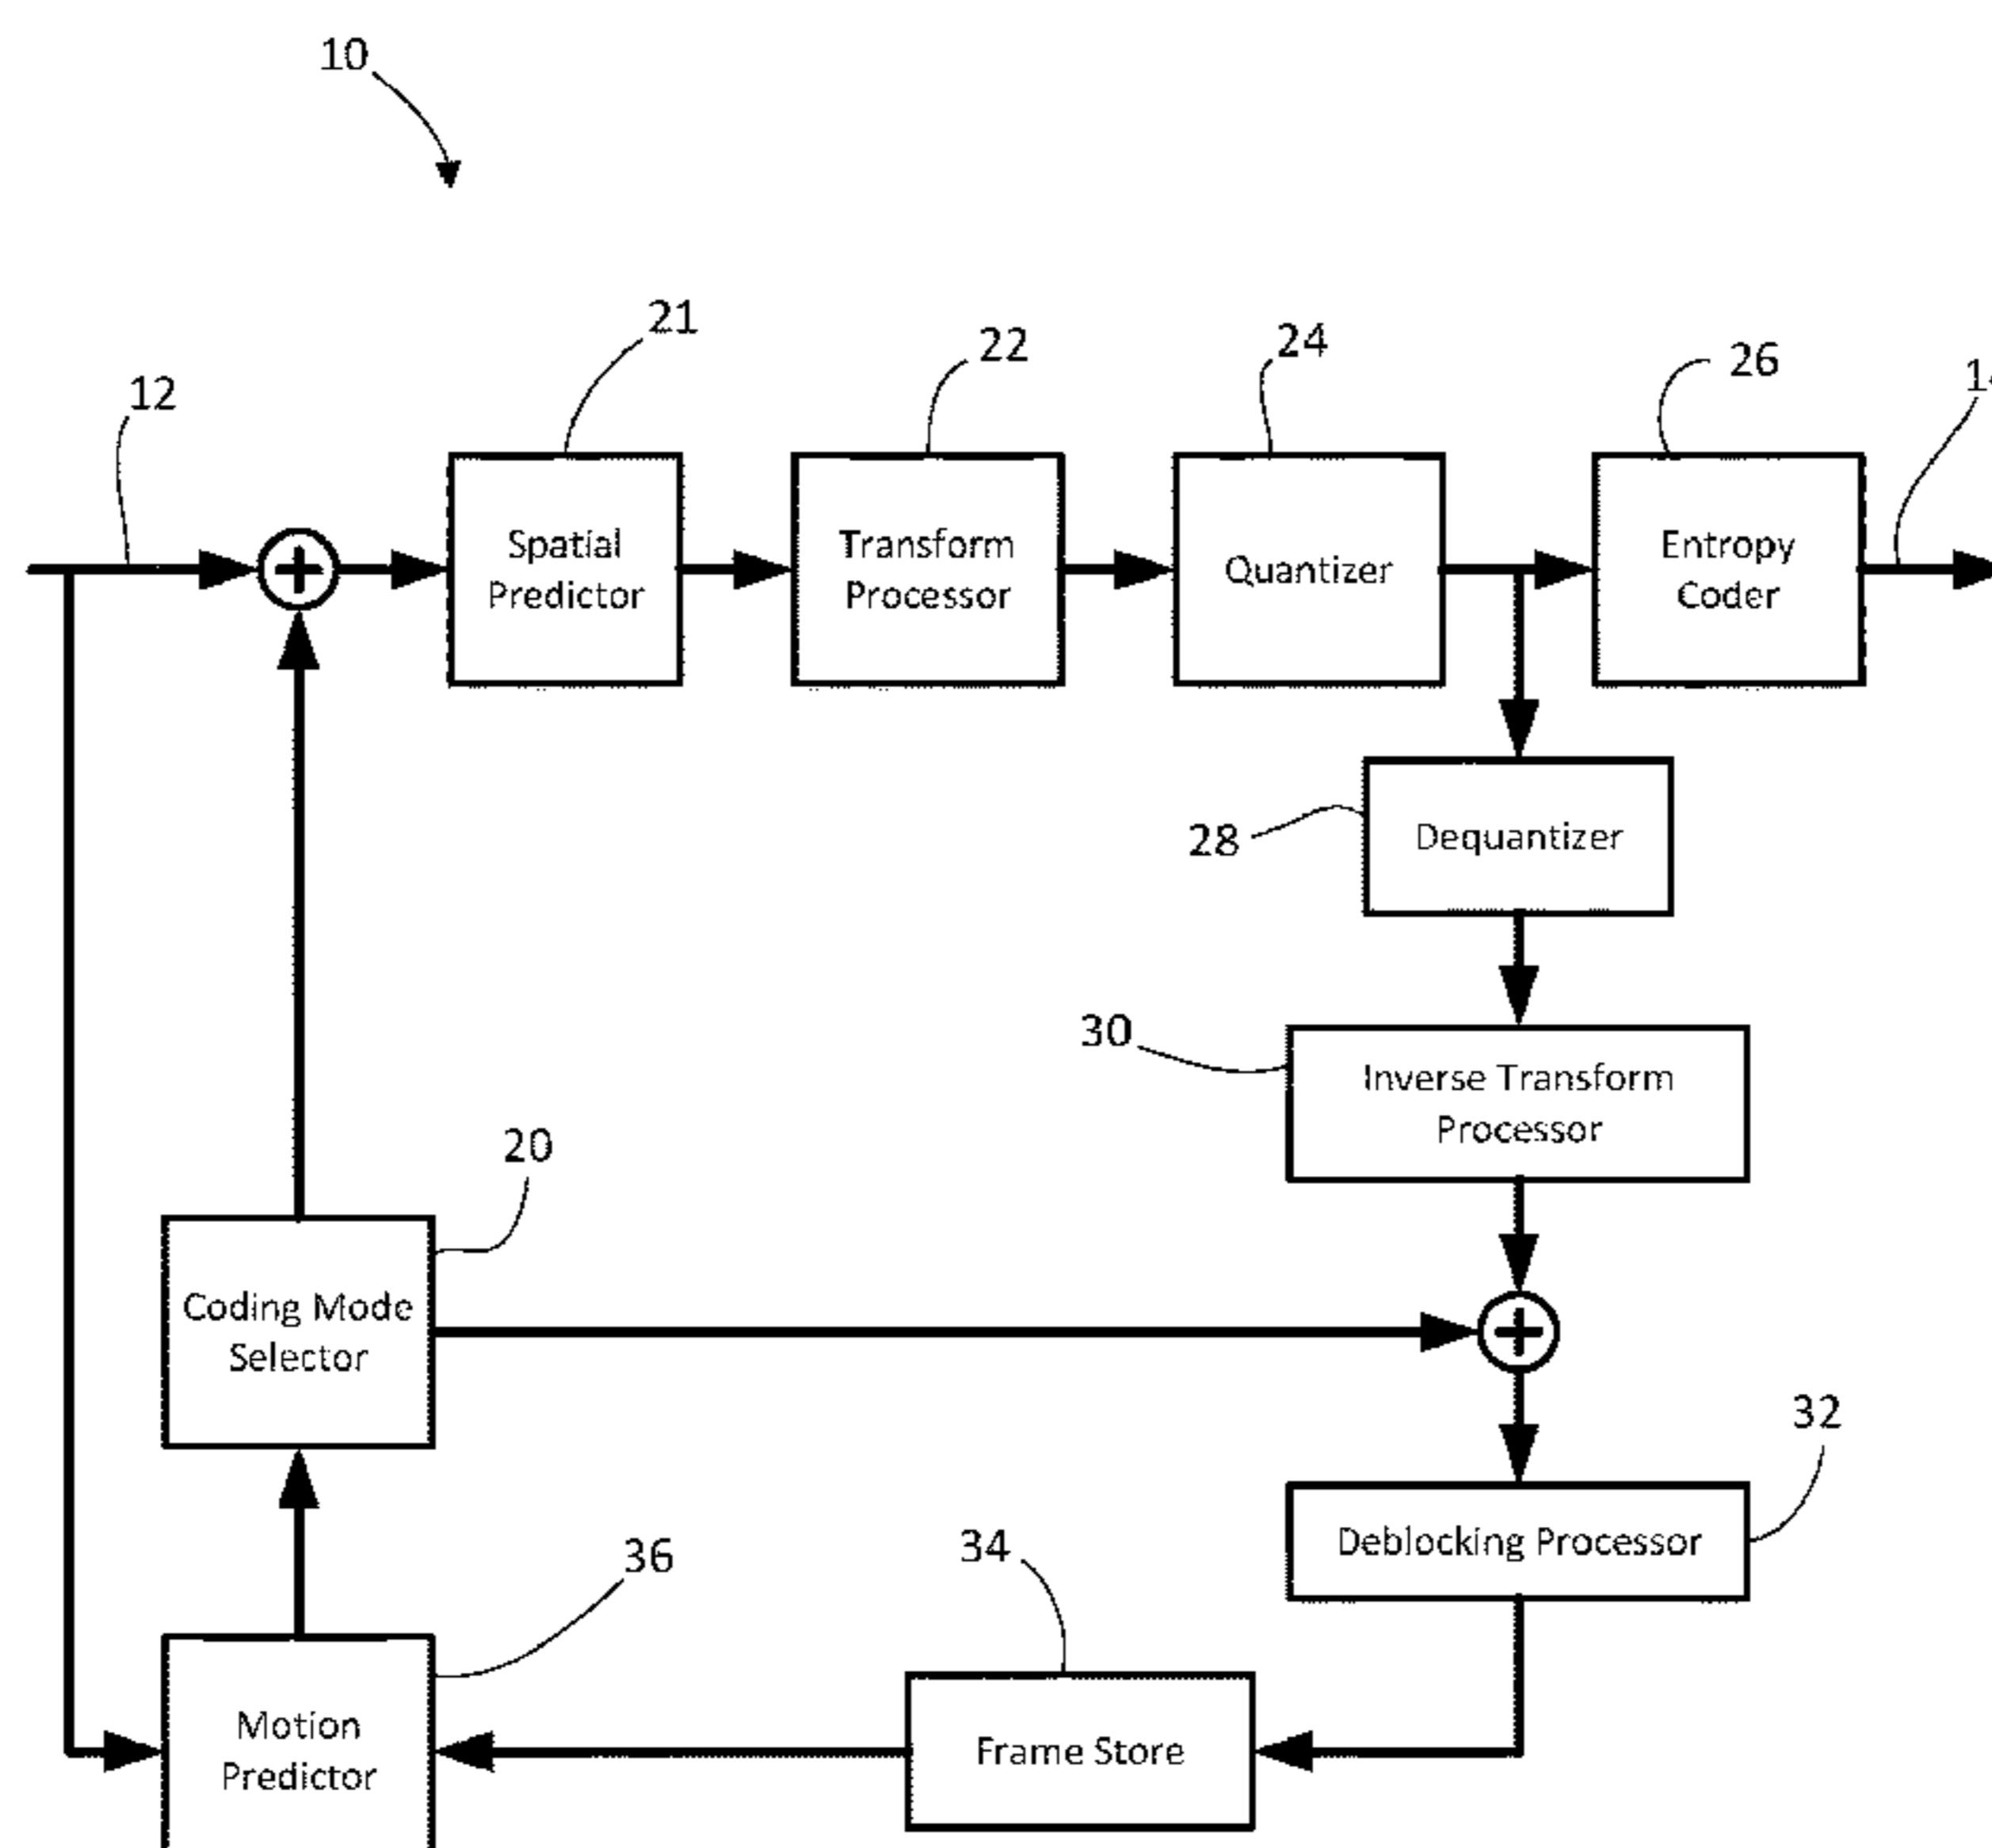 10
21
22
24
26
12
Spatial
Predictor
Transform
Processor
Quantizer
Entropy
Coder
28
Dequantizer
30
Inverse Transform
Processor
20
Coding Mode
Selector
32
Deblocking Processor
34
36
Motion
Predictor
Frame Store